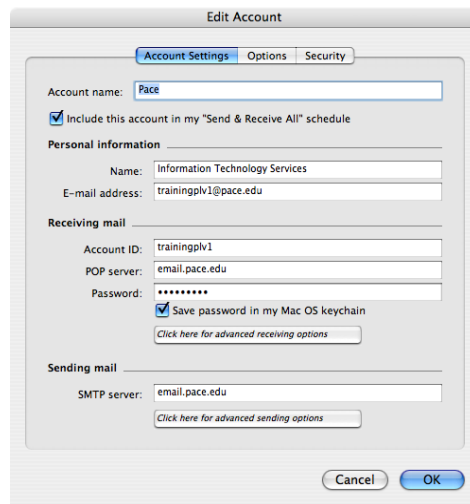 Edit Account
Account Settings Options Security
Account name: Pace
Include this account in my "Send & Receive All" schedule
Personal information
Name: Information Technology Services
E-mail address: trainingplv1@pace.edu
Receiving mail
Account ID: trainingplv1
POP server: email.pace.edu
Password: •••••••••
Save password in my Mac OS keychain
Click here for advanced receiving options
Sending mail
SMTP server: email.pace.edu
Click here for advanced sending options
Cancel OK